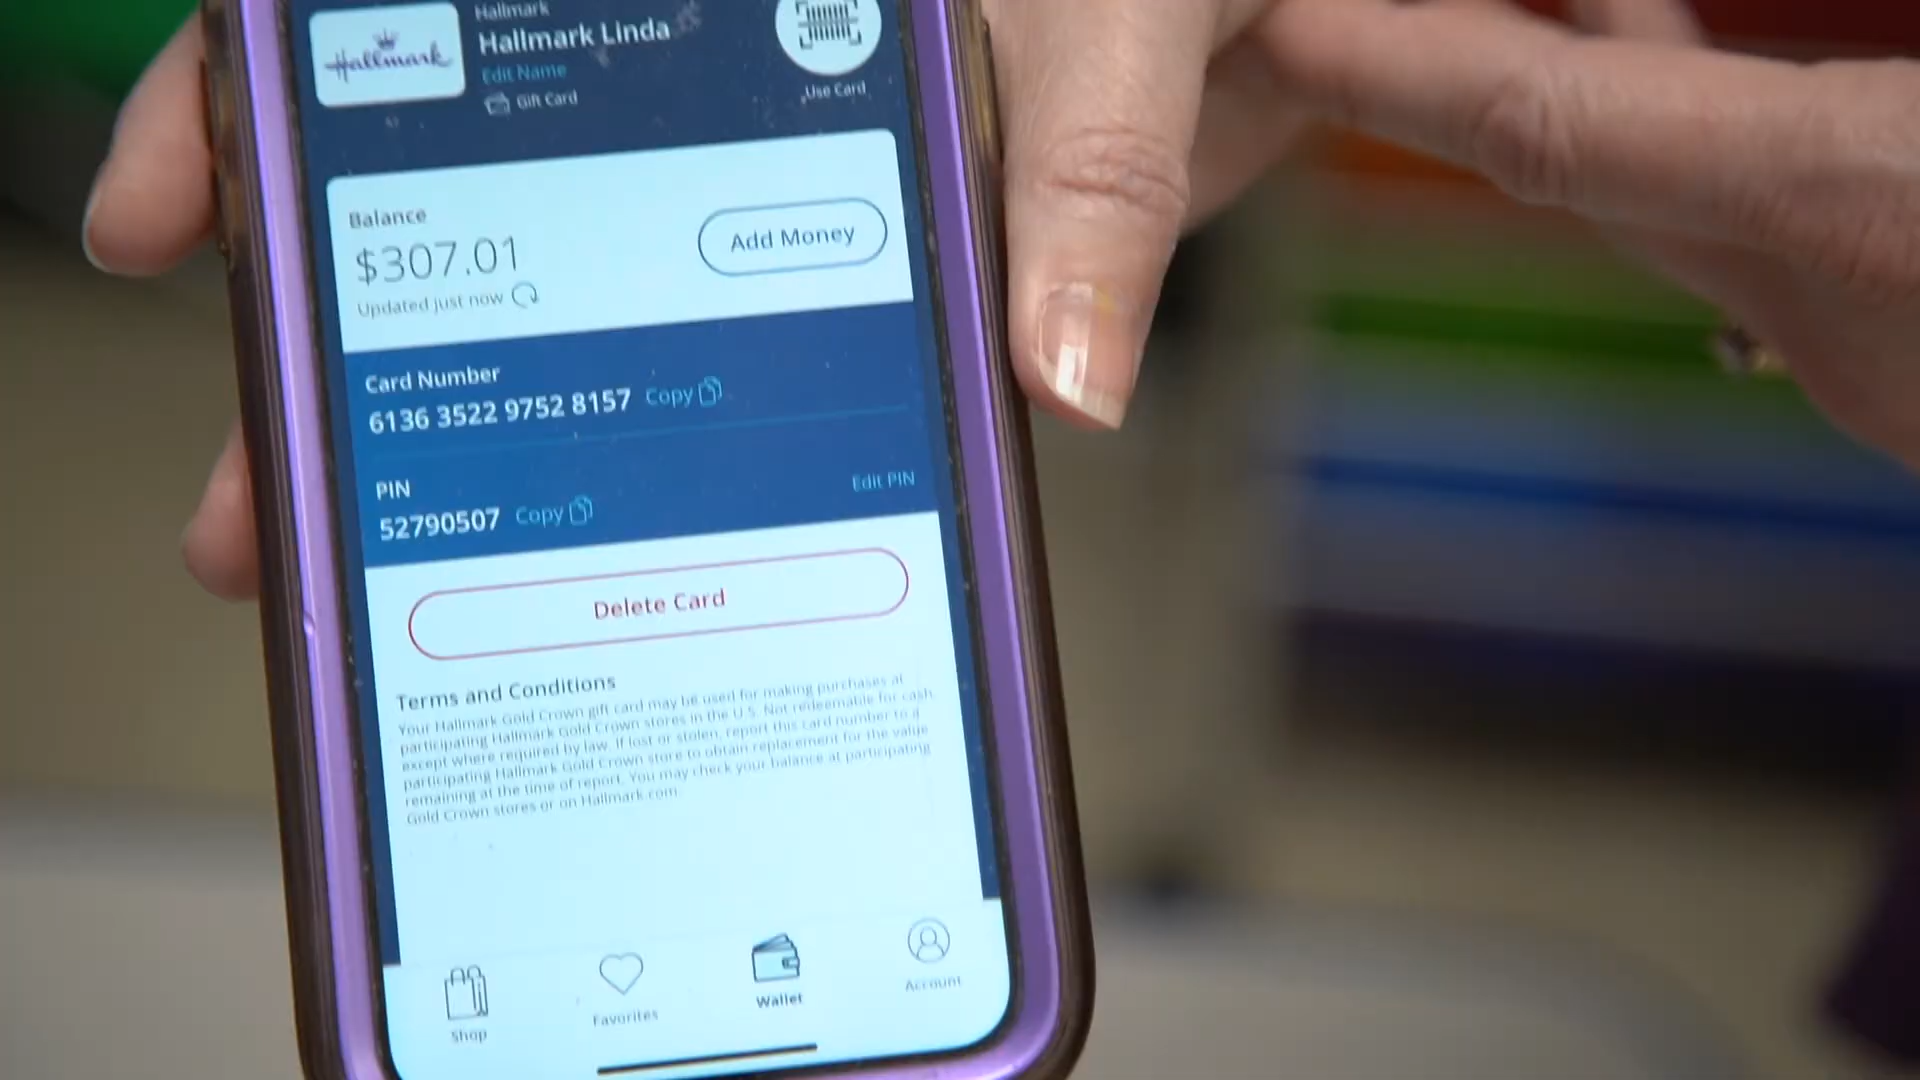 Hallmark
Hallmark
Hallmark Linda
Edit Name
Gift Card
Use Card
Balance
$307.01
Updated just now
Add Money
Card Number
6136 3522 9752 8157 Copy
PIN
52790507 Copy
Edit PIN
Delete Card
Terms and Conditions
Your Hallmark Gold Crown gift card may be used for making purchases at
participating Hallmark Gold Crown stores in the U.S. Not redeemable for cash
except where required by law. If lost or stolen, report this card number to a
participating Hallmark Gold Crown store to obtain replacement for the value
remaining at the time of report. You may check your balance at participating
Gold Crown stores or on Hallmark.com.
Shop
Favorites
Wallet
Account